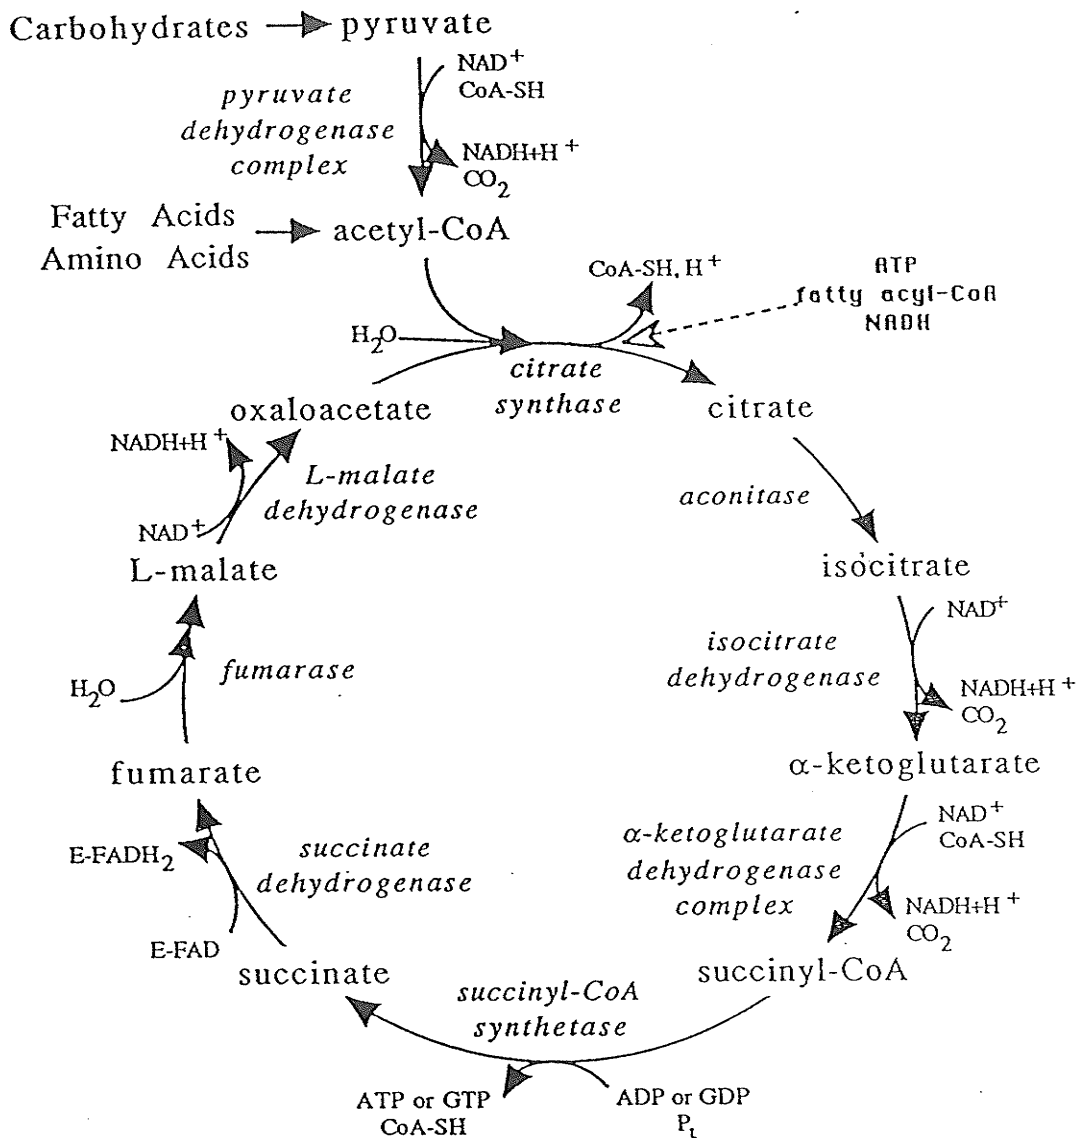 Carbohydrates
pyruvate
NAD⁺
CoA-SH
pyruvate
dehydrogenase
complex
NADH+H⁺
CO₂
Fatty Acids
Amino Acids
acetyl-CoA
CoA-SH, H⁺
ATP
fatty acyl-CoA
NADH
H₂O
citrate
synthase
oxaloacetate
citrate
NADH+H⁺
L-malate
dehydrogenase
aconitase
NAD⁺
L-malate
isocitrate
NAD⁺
isocitrate
dehydrogenase
fumarase
H₂O
NADH+H⁺
CO₂
fumarate
α-ketoglutarate
NAD⁺
CoA-SH
α-ketoglutarate
dehydrogenase
complex
E-FADH₂
succinate
dehydrogenase
NADH+H⁺
CO₂
E-FAD
succinate
succinyl-CoA
succinyl-CoA
synthetase
ATP or GTP
CoA-SH
ADP or GDP
Pᵢ